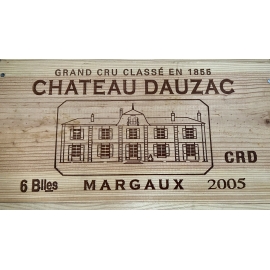 GRAND CRU CLASSÉ EN 1855
CHATEAU DAUZAC
CRD
6 Blles MARGAUX 2005